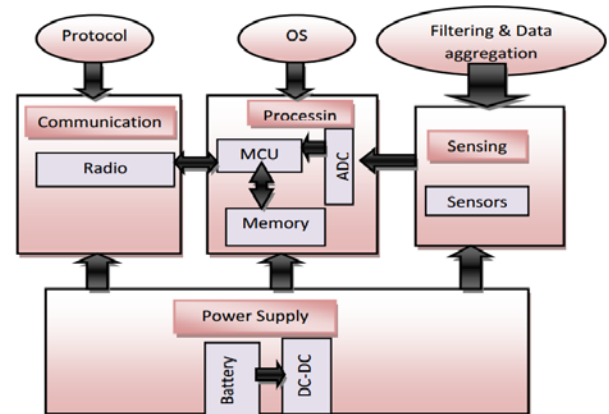 Protocol
OS
Filtering & Data
aggregation
Communication
Radio
Processin
MCU
ADC
Memory
Sensing
Sensors
Power Supply
Battery
DC-DC